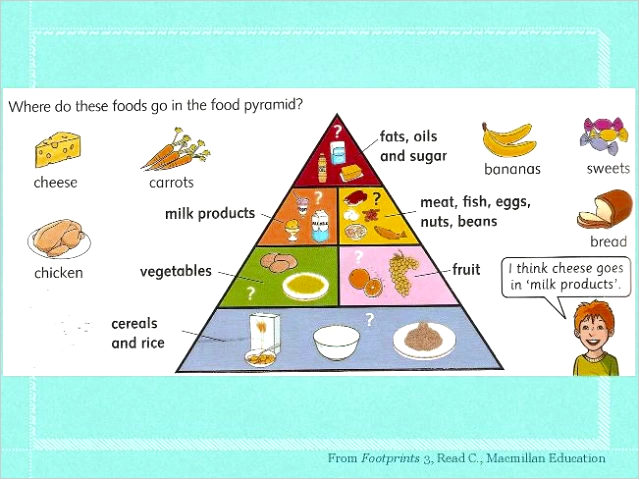 Where do these foods go in the food pyramid?
cheese
carrots
?
fats, oils
and sugar
bananas
sweets
milk products
?
?
meat, fish, eggs,
nuts, beans
bread
chicken
vegetables
?
?
fruit
I think cheese goes
in ‘milk products’.
cereals
and rice
?
From Footprints 3, Read C., Macmillan Education